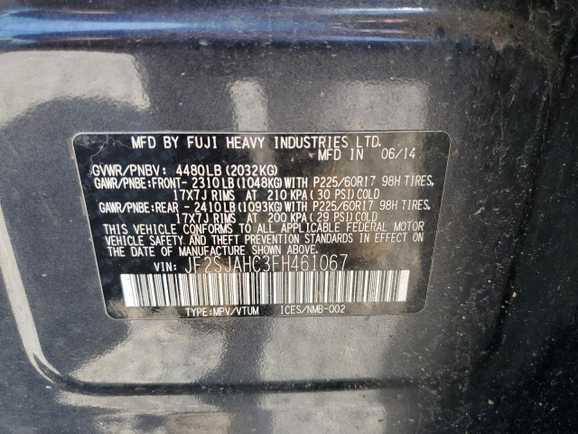 MFD BY FUJI HEAVY INDUSTRIES LTD.
MFD IN 06/14
GVWR/PNBV: 4480LB (2032KG)
GAWR/PNBE:FRONT- 2310LB (1048KG) WITH P225/60R17 98H TIRES,
17X7J RIMS AT 210 KPA (30 PSI) COLD
GAWR/PNBE:REAR - 2410LB (1093KG) WITH P225/60R17 98H TIRES,
17X7J RIMS AT 200 KPA (29 PSI) COLD
THIS VEHICLE CONFORMS TO ALL APPLICABLE FEDERAL MOTOR
VEHICLE SAFETY AND THEFT PREVENTION STANDARDS IN EFFECT
ON THE DATE OF MANUFACTURE SHOWN ABOVE.
VIN: JF2SJAHC3FH461067
TYPE:MPV/VTUM ICES/NMB-002